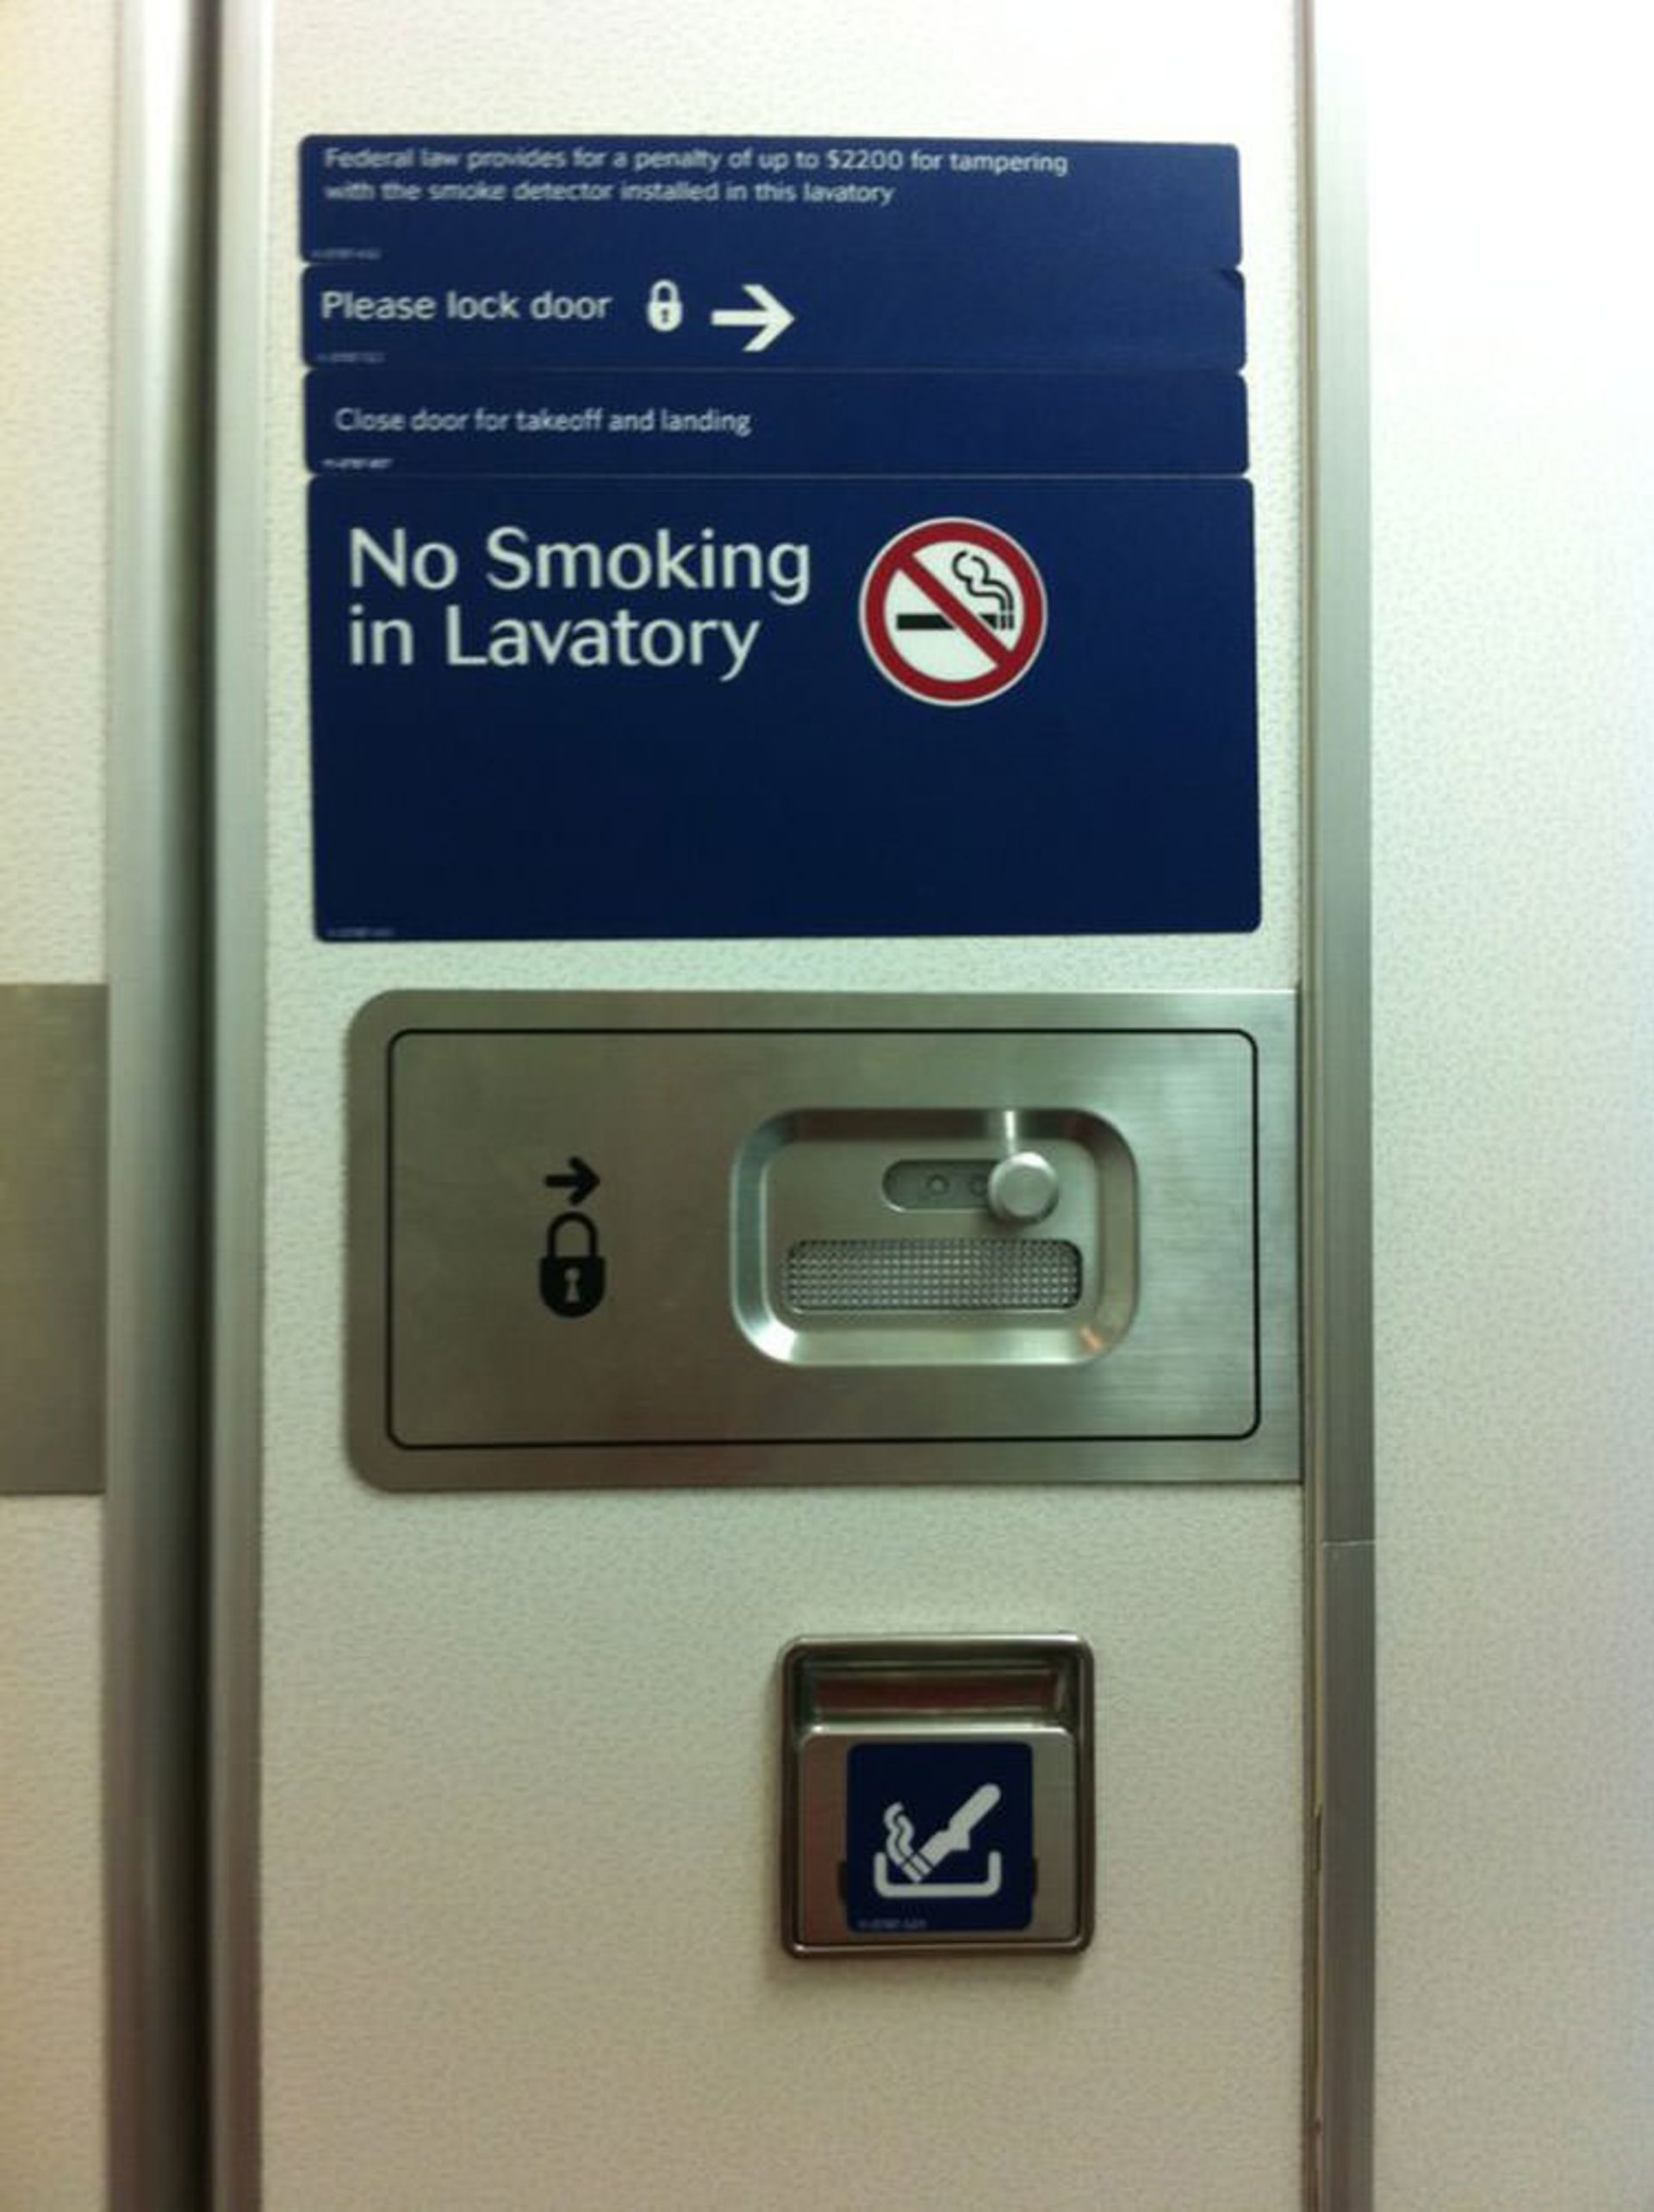 Federal law provides for a penalty of up to $2200 for tampering
with the smoke detector installed in this lavatory
Please lock door
Close door for takeoff and landing
No Smoking
in Lavatory